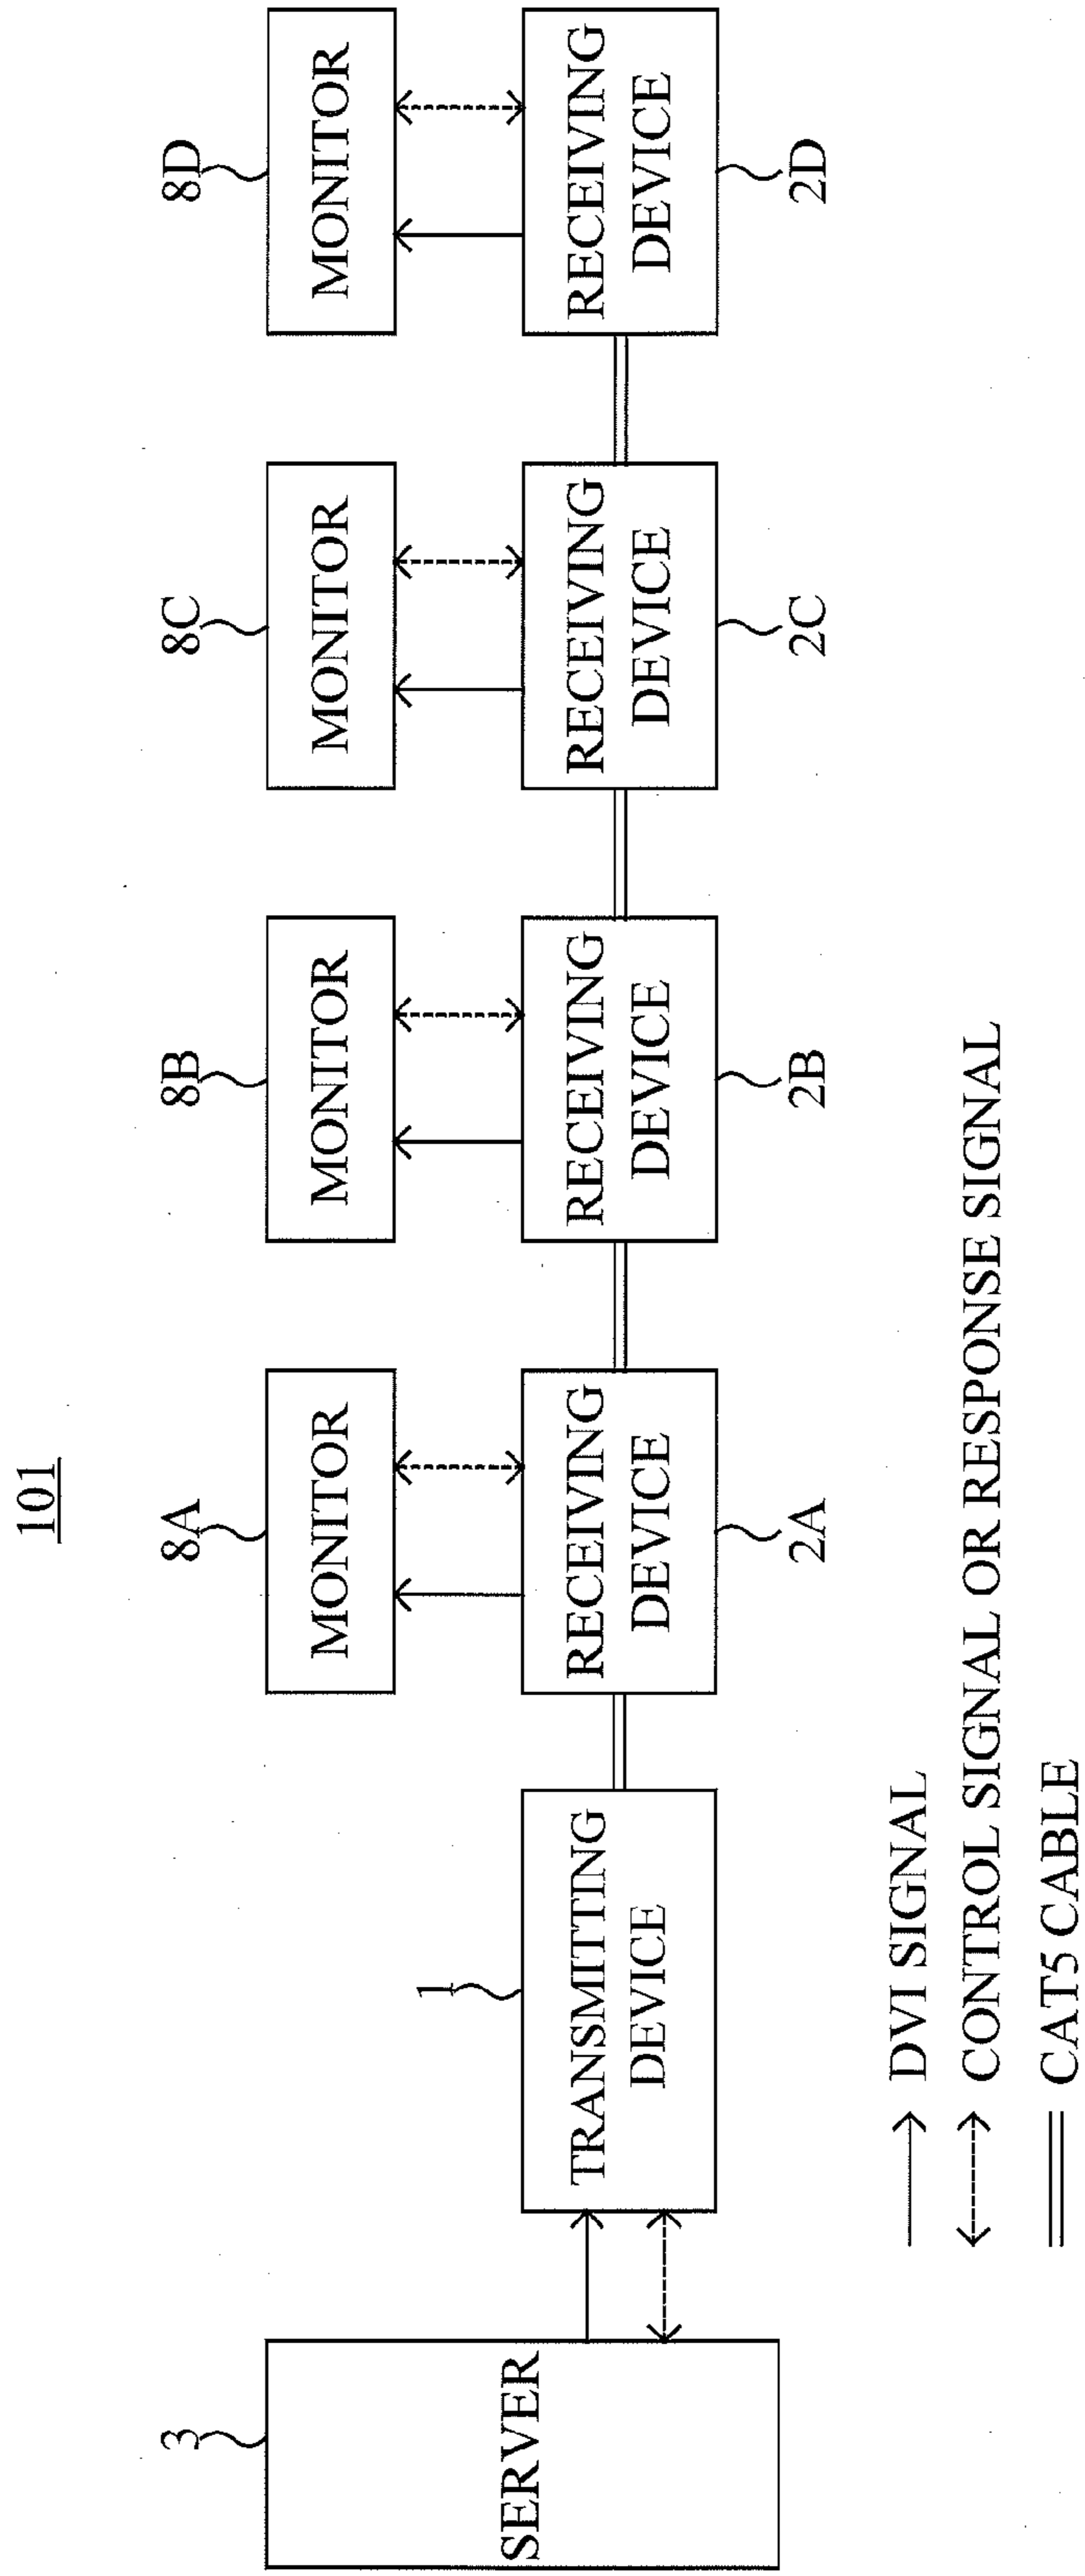 101
3
SERVER
1
TRANSMITTING
DEVICE
8A
MONITOR
RECEIVING
DEVICE
2A
8B
MONITOR
RECEIVING
DEVICE
2B
8C
MONITOR
RECEIVING
DEVICE
2C
8D
MONITOR
RECEIVING
DEVICE
2D
DVI SIGNAL
CONTROL SIGNAL OR RESPONSE SIGNAL
CAT5 CABLE